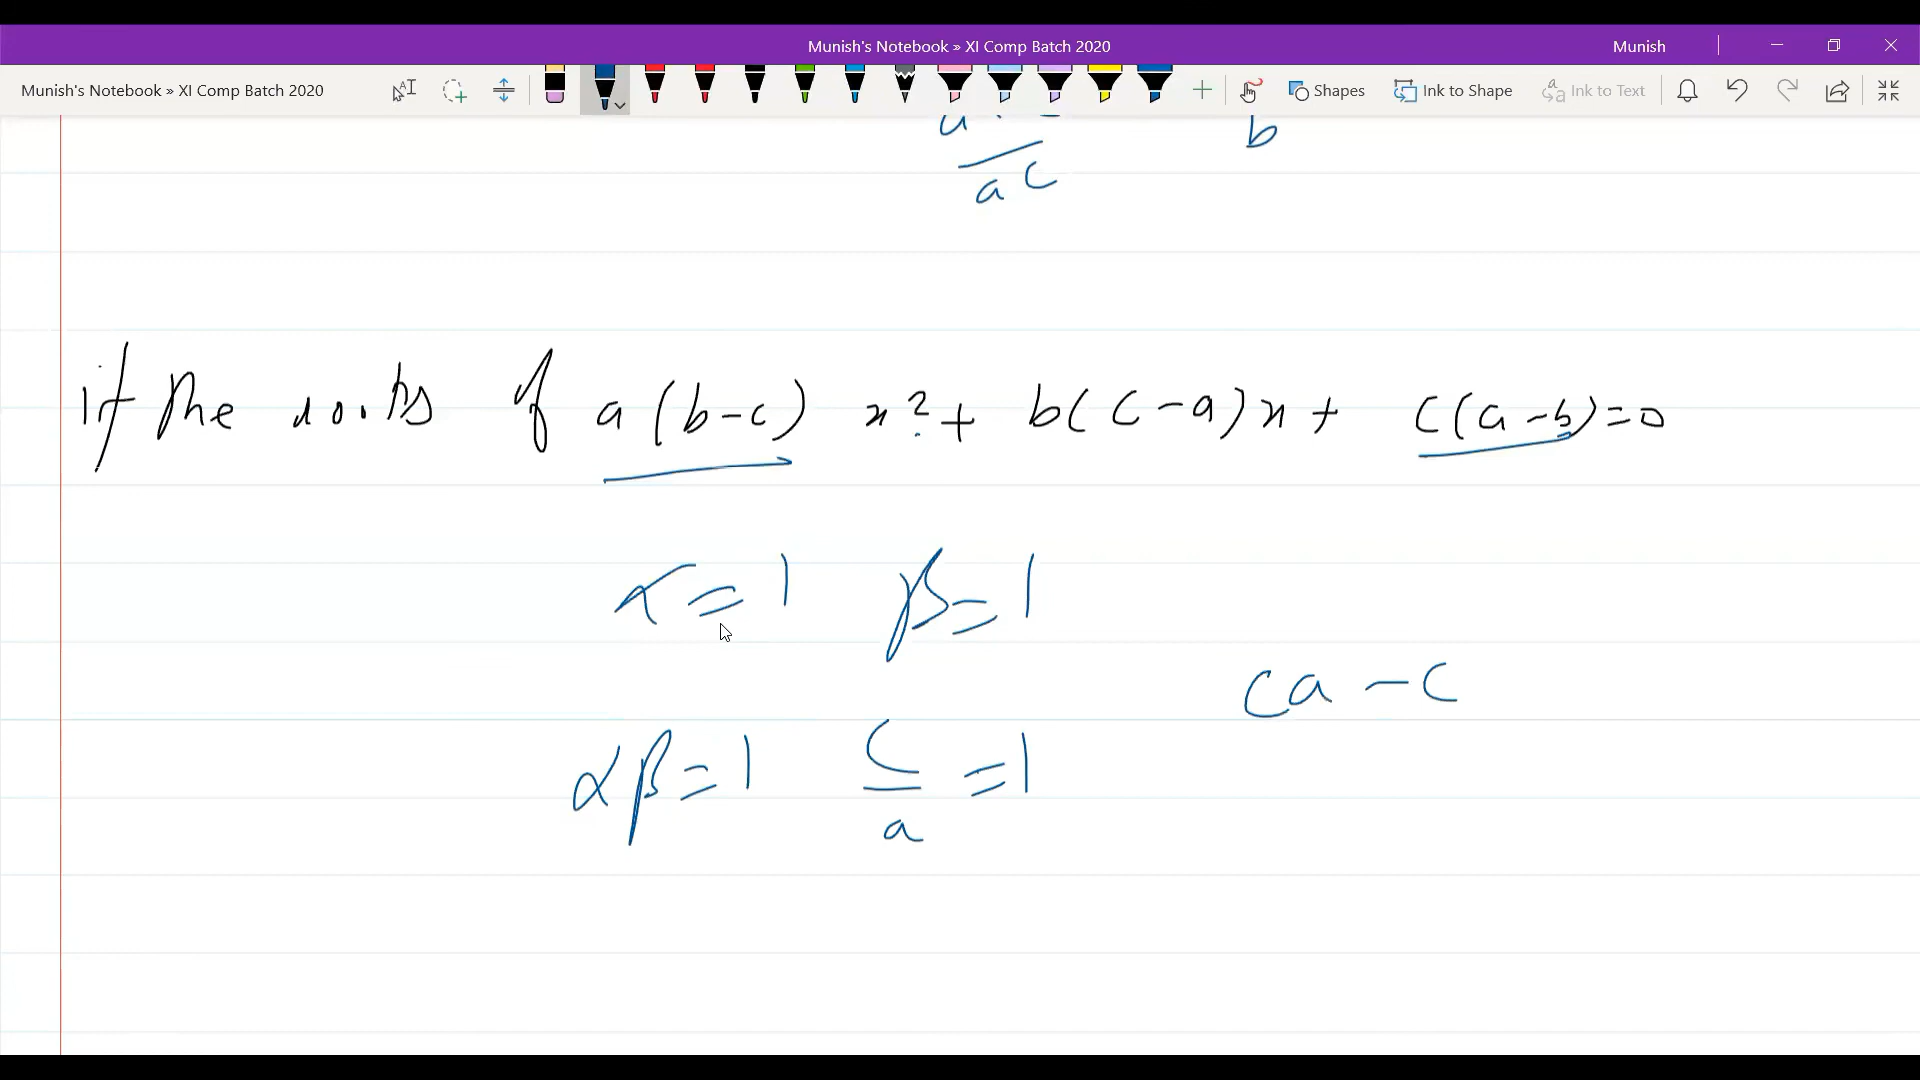 Munish's Notebook » XI Comp Batch 2020 Munish
Munish's Notebook » XI Comp Batch 2020 Shapes Ink to Shape Ink to Text
b
a c
if the roots of a (b-c) x² + b(c-a)x + c(a-b)=0
α = 1 β = 1
ca - c
αβ = 1 c/a = 1